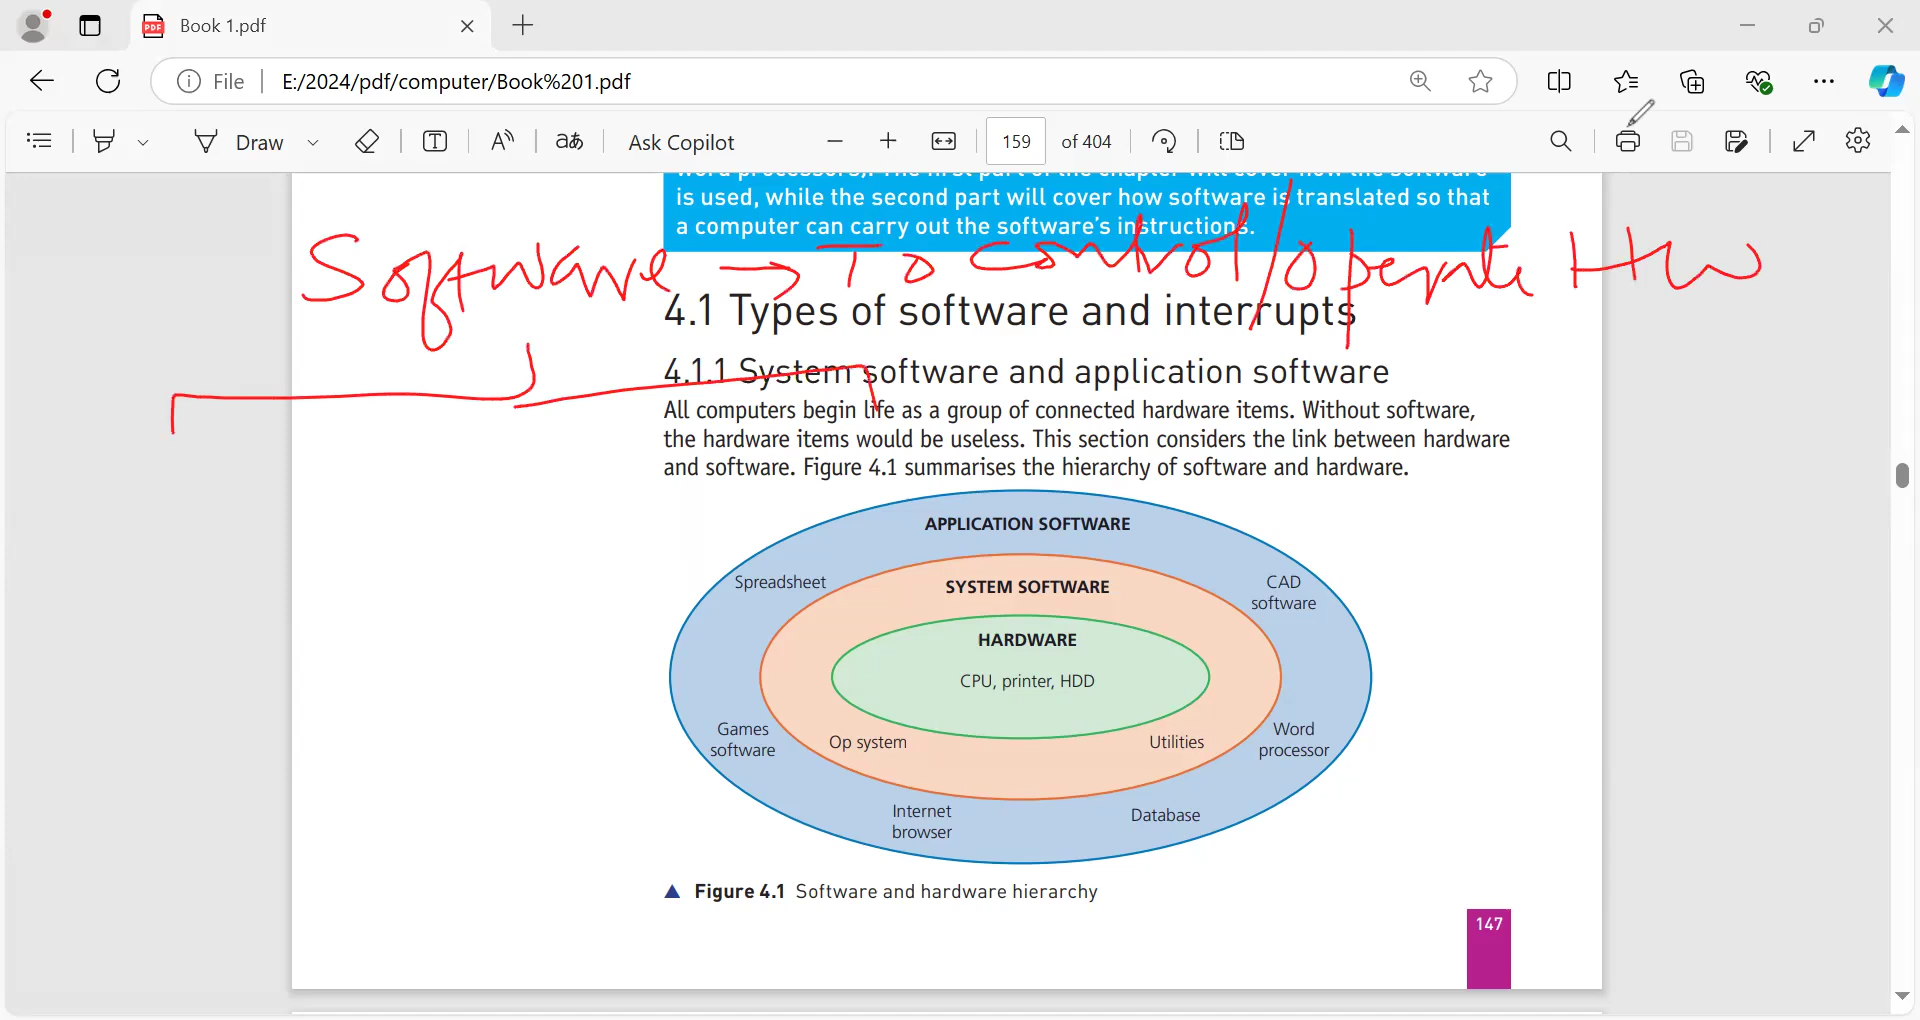 Book 1.pdf
File E:/2024/pdf/computer/Book%201.pdf
Draw Ask Copilot 159 of 404
is used, while the second part will cover how software is translated so that
a computer can carry out the software's instructions.
Software → To control/operate HW
4.1 Types of software and interrupts
4.1.1 System software and application software
All computers begin life as a group of connected hardware items. Without software,
the hardware items would be useless. This section considers the link between hardware
and software. Figure 4.1 summarises the hierarchy of software and hardware.
APPLICATION SOFTWARE
Spreadsheet
SYSTEM SOFTWARE
CAD
software
HARDWARE
CPU, printer, HDD
Games
software
Op system
Utilities
Word
processor
Internet
browser
Database
▲ Figure 4.1 Software and hardware hierarchy
147